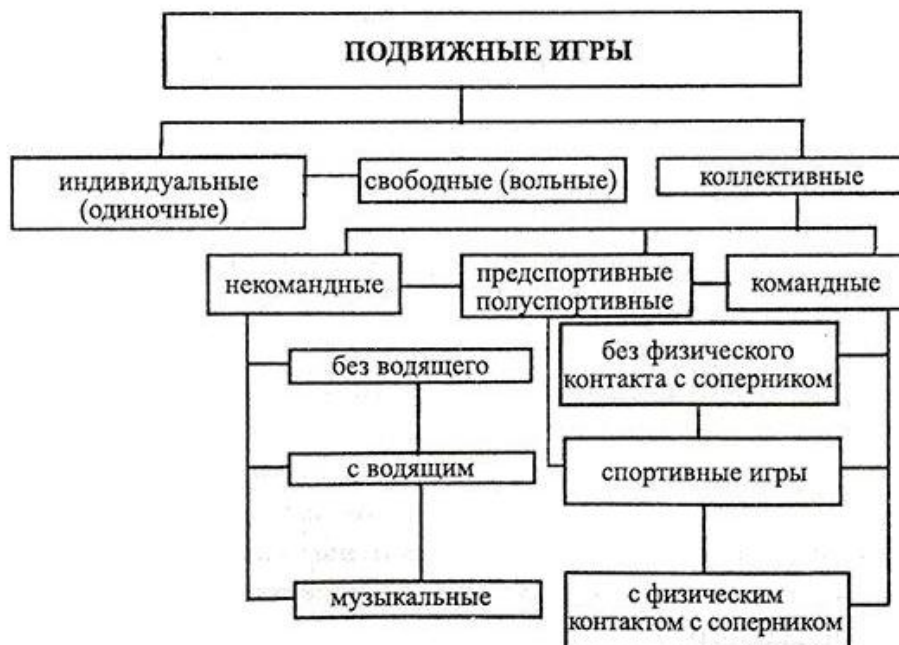 ПОДВИЖНЫЕ ИГРЫ
индивидуальные
(одиночные)
свободные (вольные)
коллективные
некомандные
предспортивные
полуспортивные
командные
без водящего
без физического
контакта с соперником
с водящим
спортивные игры
музыкальные
с физическим
контактом с соперником